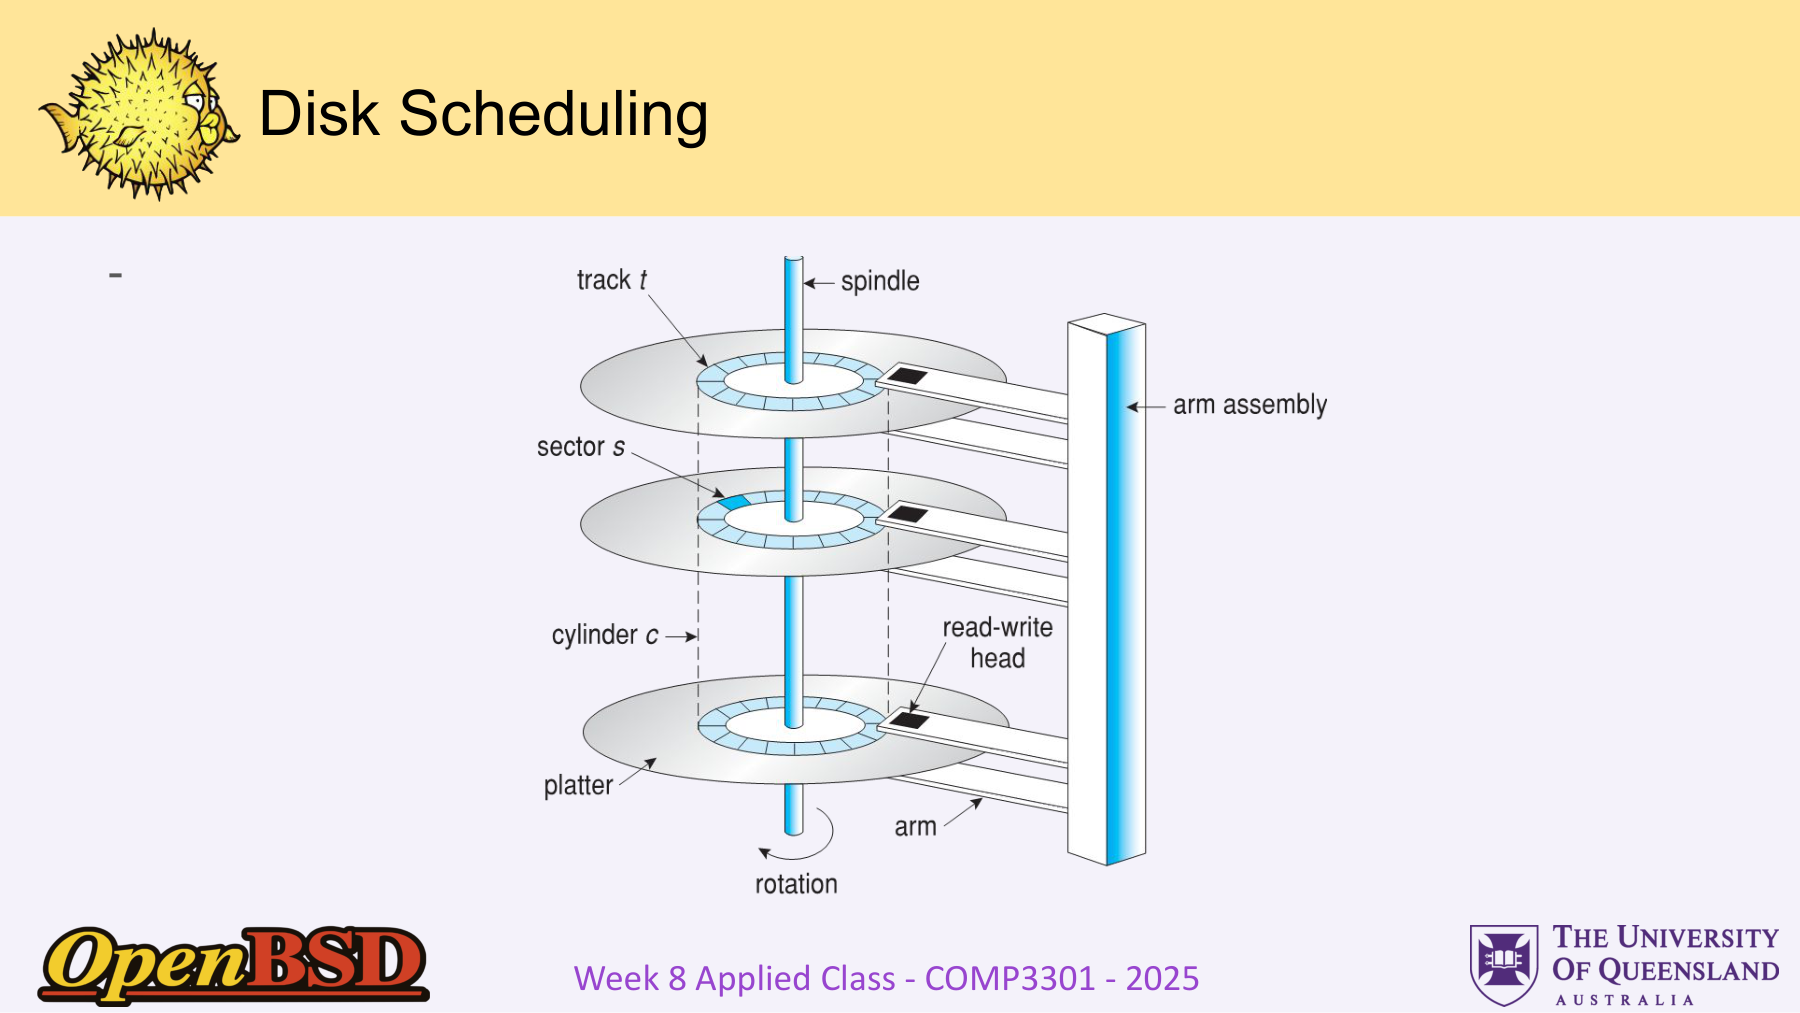 Disk Scheduling
-
track t
spindle
arm assembly
sector s
cylinder c
read-write
head
platter
arm
rotation
OpenBSD
Week 8 Applied Class - COMP3301 - 2025
THE UNIVERSITY
OF QUEENSLAND
AUSTRALIA